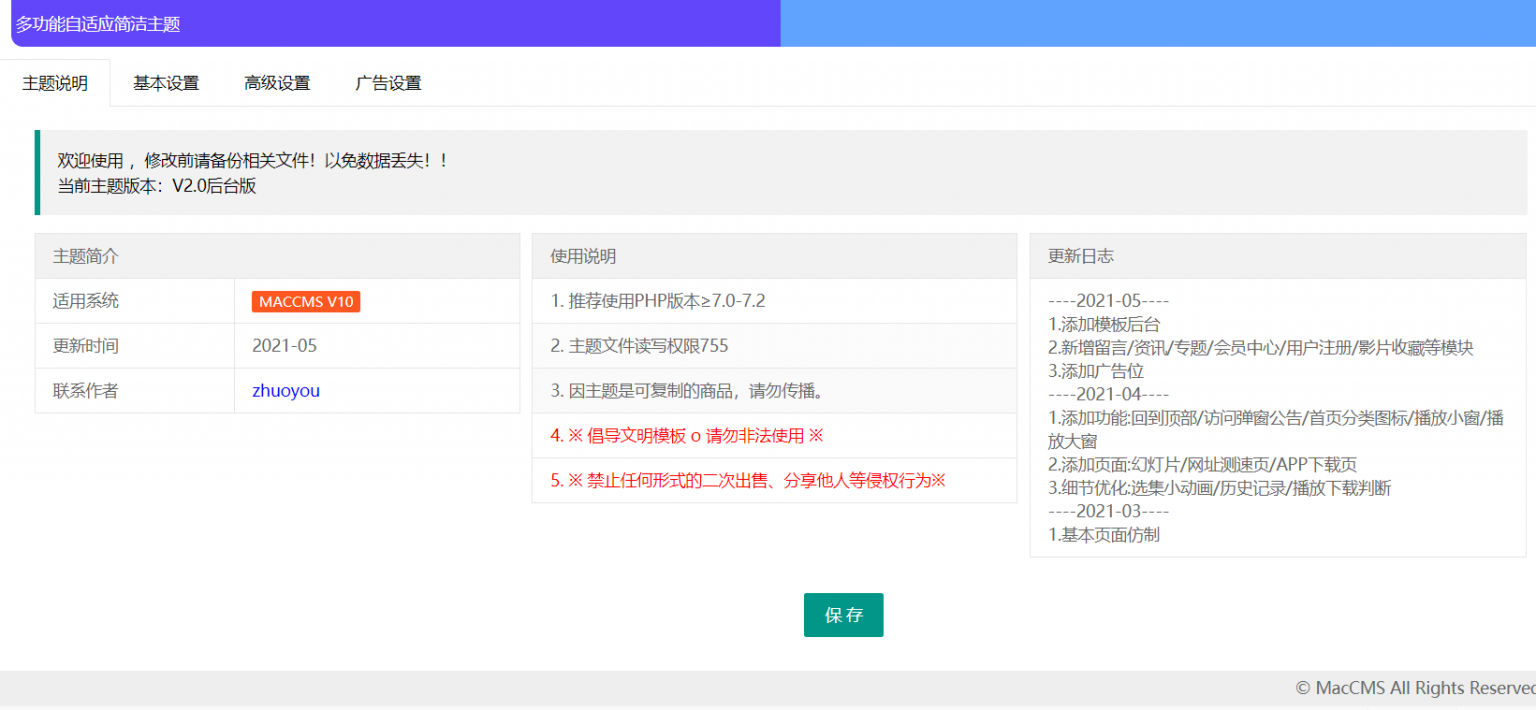 多功能自适应简洁主题
主题说明
基本设置
高级设置
广告设置
欢迎使用 ，修改前请备份相关文件！以免数据丢失！！
当前主题版本：V2.0后台版
主题简介
适用系统
MACCMS V10
更新时间
2021-05
联系作者
zhuoyou
使用说明
1. 推荐使用PHP版本≥7.0-7.2
2. 主题文件读写权限755
3. 因主题是可复制的商品，请勿传播。
4. ※ 倡导文明模板 o 请勿非法使用 ※
5. ※ 禁止任何形式的二次出售、分享他人等侵权行为※
更新日志
----2021-05----
1.添加模板后台
2.新增留言/资讯/专题/会员中心/用户注册/影片收藏等模块
3.添加广告位
----2021-04----
1.添加功能:回到顶部/访问弹窗公告/首页分类图标/播放小窗/播
放大窗
2.添加页面:幻灯片/网址测速页/APP下载页
3.细节优化:选集小动画/历史记录/播放下载判断
----2021-03----
1.基本页面仿制
保 存
© MacCMS All Rights Reserved